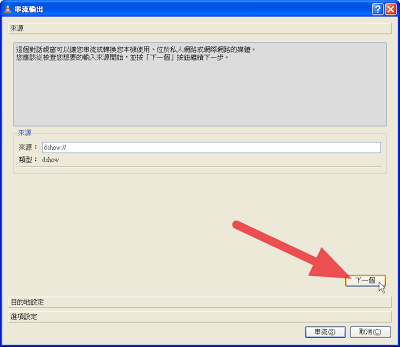 串流輸出
來源
這個對話視窗可以讓您串流或轉換您本機使用、位於私人網路或網際網路的媒體。
您應該從檢查您想要的輸入來源開始，並按「下一個」按鈕繼續下一步。
來源
來源： dshow://
類型： dshow
下一個
目的地設定
選項設定
串流(S) 取消(C)